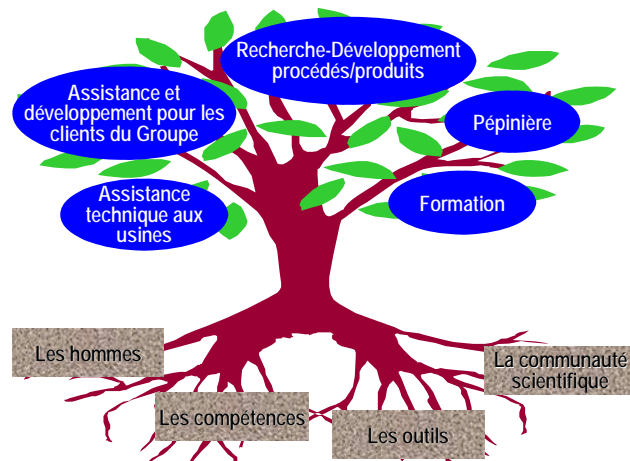 Recherche-Développement
procédés/produits
Assistance et
développement pour les
clients du Groupe
Pépinière
Assistance
technique aux
usines
Formation
Les hommes
La communauté
scientifique
Les compétences
Les outils